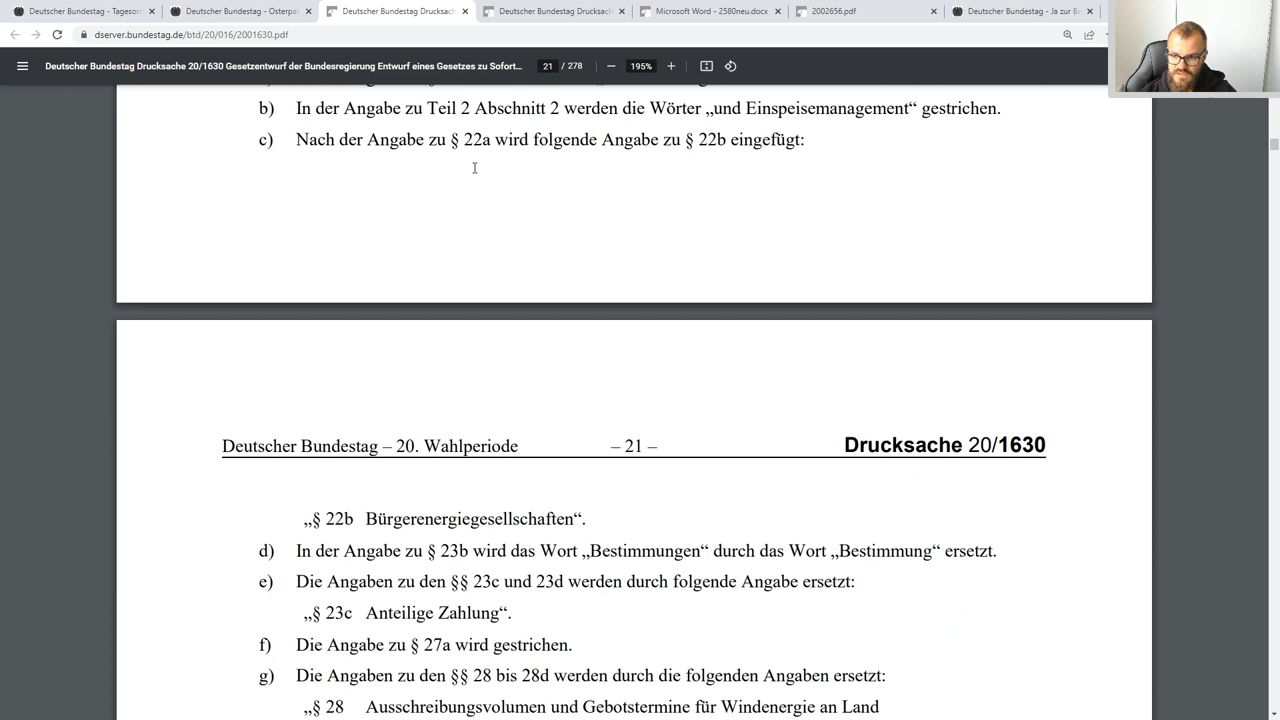 Deutscher Bundestag - Tagesor
Deutscher Bundestag - Osterpa
Deutscher Bundestag Drucksach
Deutscher Bundestag Drucksach
Microsoft Word - 2580neu.docx
2002656.pdf
Deutscher Bundestag - Ja zur Be
dserver.bundestag.de/btd/20/016/2001630.pdf
Deutscher Bundestag Drucksache 20/1630 Gesetzentwurf der Bundesregierung Entwurf eines Gesetzes zu Sofort...
21 / 278
195%
b) In der Angabe zu Teil 2 Abschnitt 2 werden die Wörter „und Einspeisemanagement“ gestrichen.
c) Nach der Angabe zu § 22a wird folgende Angabe zu § 22b eingefügt:
Deutscher Bundestag – 20. Wahlperiode – 21 – Drucksache 20/1630
„§ 22b Bürgerenergiegesellschaften“.
d) In der Angabe zu § 23b wird das Wort „Bestimmungen“ durch das Wort „Bestimmung“ ersetzt.
e) Die Angaben zu den §§ 23c und 23d werden durch folgende Angabe ersetzt:
„§ 23c Anteilige Zahlung“.
f) Die Angabe zu § 27a wird gestrichen.
g) Die Angaben zu den §§ 28 bis 28d werden durch die folgenden Angaben ersetzt:
„§ 28 Ausschreibungsvolumen und Gebotstermine für Windenergie an Land